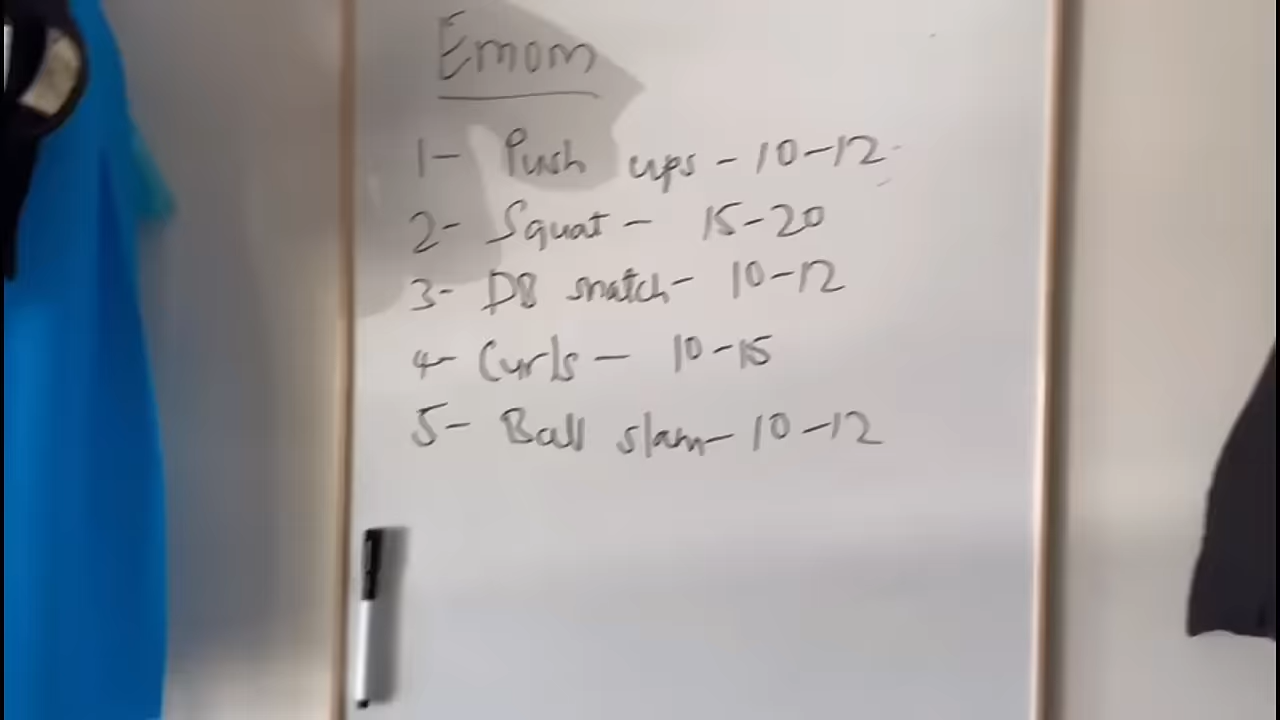 Emom
1- Push ups - 10-12
2- Squat - 15-20
3- DB snatch - 10-12
4- Curls - 10-15
5- Ball slam - 10-12